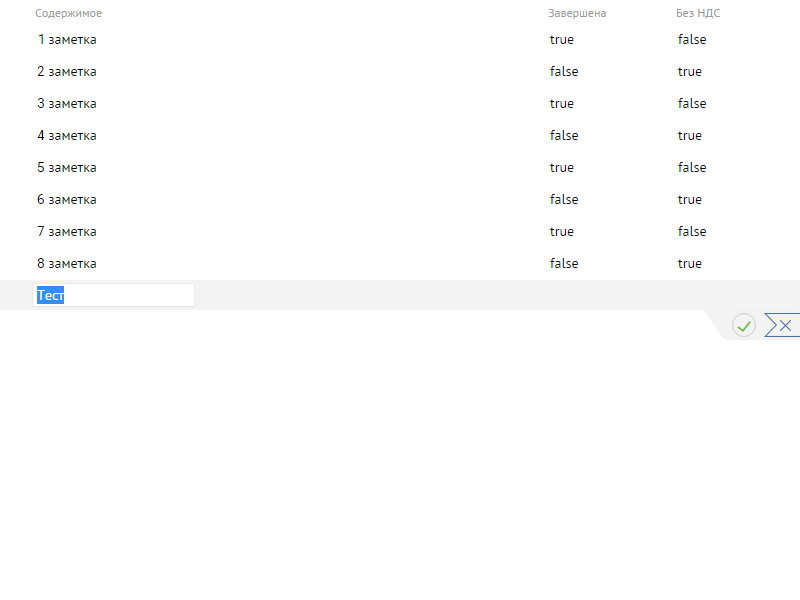 Содержимое Завершена Без НДС
1 заметка true false
2 заметка false true
3 заметка true false
4 заметка false true
5 заметка true false
6 заметка false true
7 заметка true false
8 заметка false true
Тест